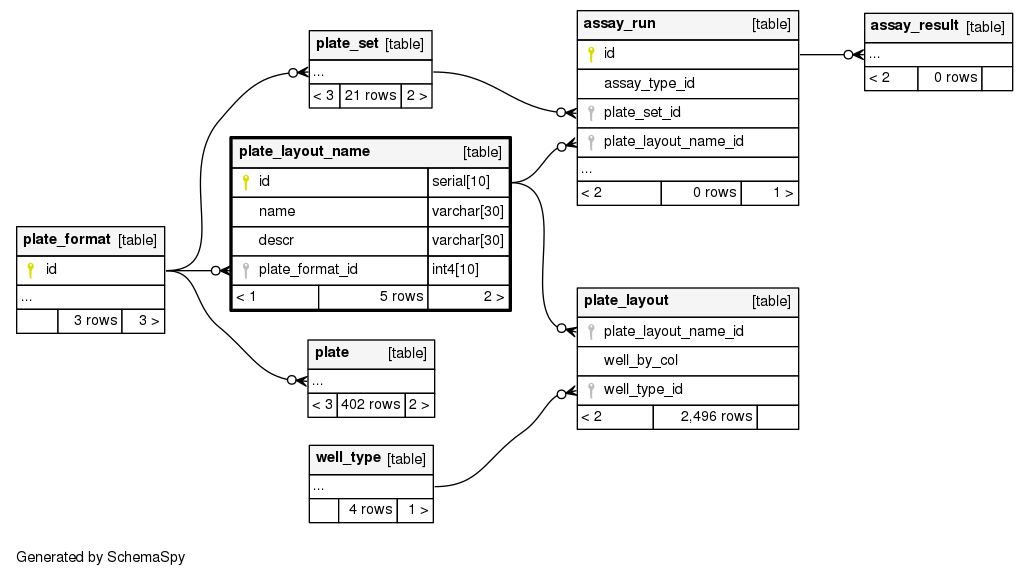 plate_set [table]
...
< 3 21 rows 2 >
assay_run [table]
id
assay_type_id
plate_set_id
plate_layout_name_id
...
< 2 0 rows 1 >
assay_result [table]
...
< 2 0 rows
plate_layout_name [table]
id serial[10]
name varchar[30]
descr varchar[30]
plate_format_id int4[10]
< 1 5 rows 2 >
plate_format [table]
id
...
3 rows 3 >
plate_layout [table]
plate_layout_name_id
well_by_col
well_type_id
< 2 2,496 rows
plate [table]
...
< 3 402 rows 2 >
well_type [table]
...
4 rows 1 >
Generated by SchemaSpy